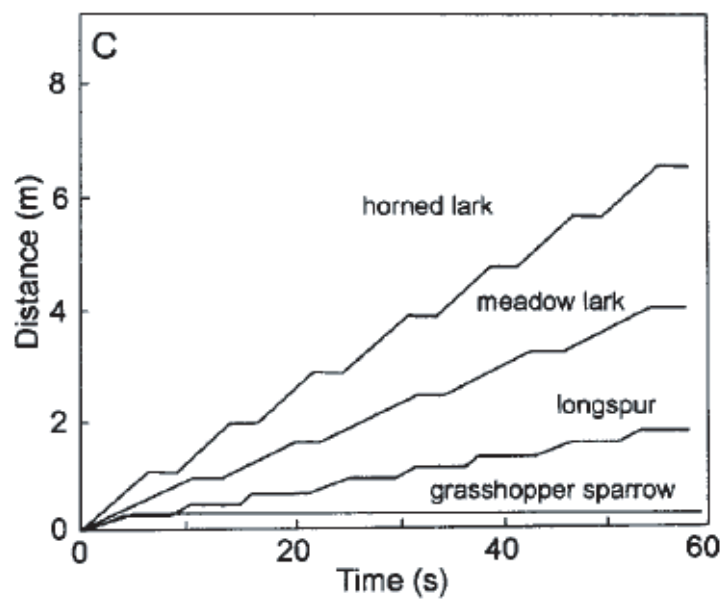 C
8
6
4
2
0
Distance (m)
horned lark
meadow lark
longspur
grasshopper sparrow
0 20 40 60
Time (s)